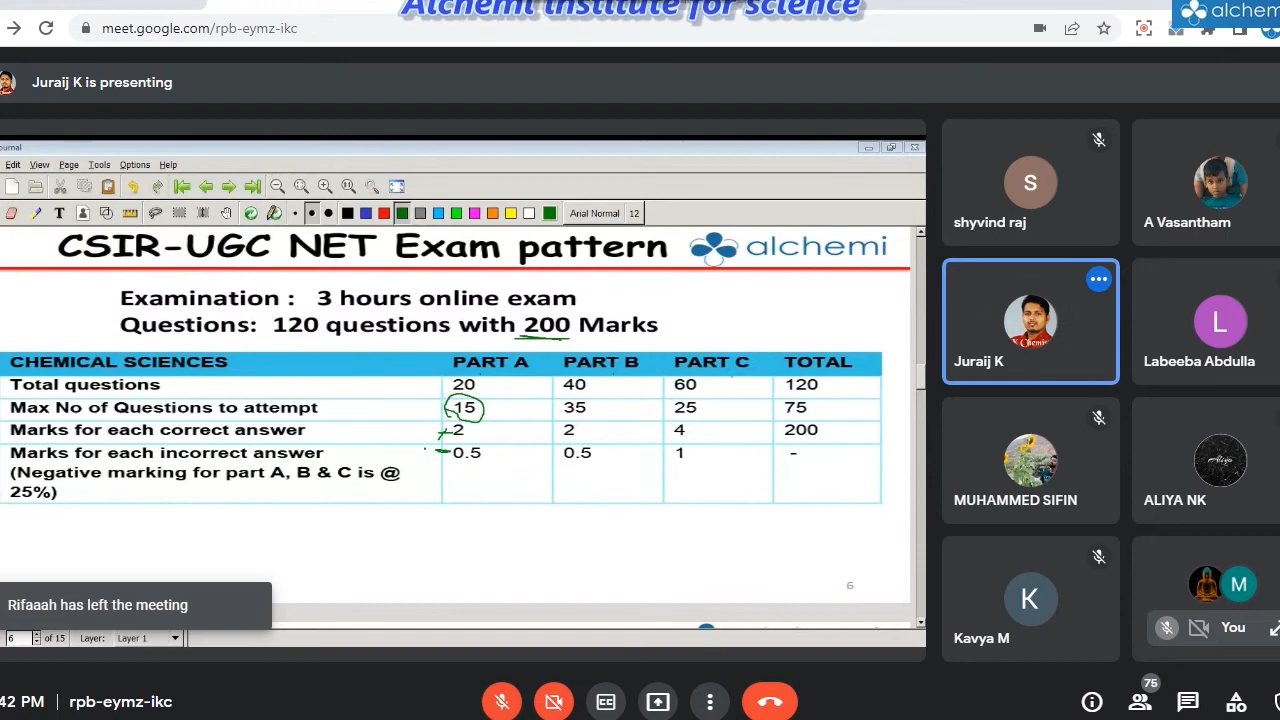 Alchemi institute for science
alchemi
meet.google.com/rpb-eymz-ikc
Juraij K is presenting
ournal
Edit View Page Tools Options Help
T Arial Normal 12
CSIR-UGC NET Exam pattern alchemi
Examination : 3 hours online exam
Questions: 120 questions with 200 Marks
CHEMICAL SCIENCES PART A PART B PART C TOTAL
Total questions 20 40 60 120
Max No of Questions to attempt 15 35 25 75
Marks for each correct answer 2 2 4 200
Marks for each incorrect answer 0.5 0.5 1 -
(Negative marking for part A, B & C is @
25%)
6
Rifaaah has left the meeting
6 of 15 Layer: Layer 1
S
shyvind raj
A Vasantham
Juraij K
L
Labeeba Abdulla
MUHAMMED SIFIN
Aliya
ALIYA NK
K
Kavya M
M
You
:42 PM | rpb-eymz-ikc
CC
75